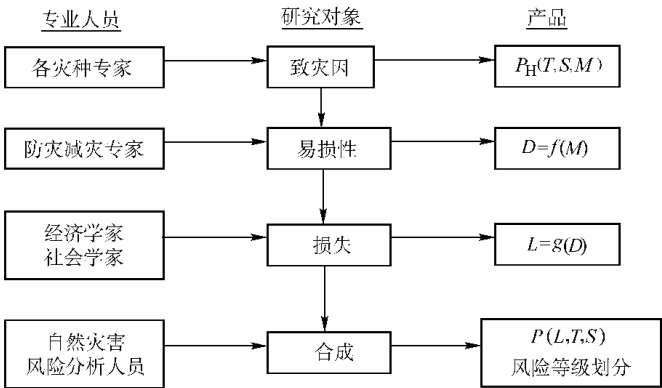 专业人员 研究对象 产品
各灾种专家 致灾因 P_H(T,S,M)
防灾减灾专家 易损性 D=f(M)
经济学家
社会学家 损失 L=g(D)
自然灾害
风险分析人员 合成 P(L,T,S)
风险等级划分